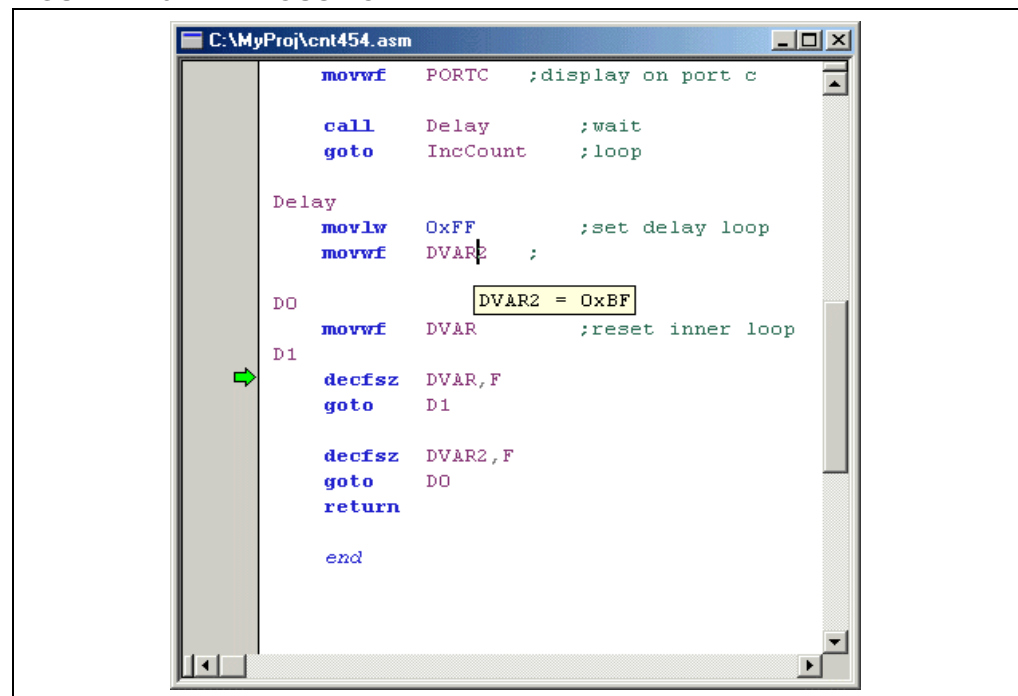 C:\MyProj\cnt454.asm
movwf PORTC ;display on port c
call Delay ;wait
goto IncCount ;loop
Delay
movlw 0xFF ;set delay loop
movwf DVAR2 ;
DVAR2 = 0xBF
D0
movwf DVAR ;reset inner loop
D1
decfsz DVAR,F
goto D1
decfsz DVAR2,F
goto D0
return
end